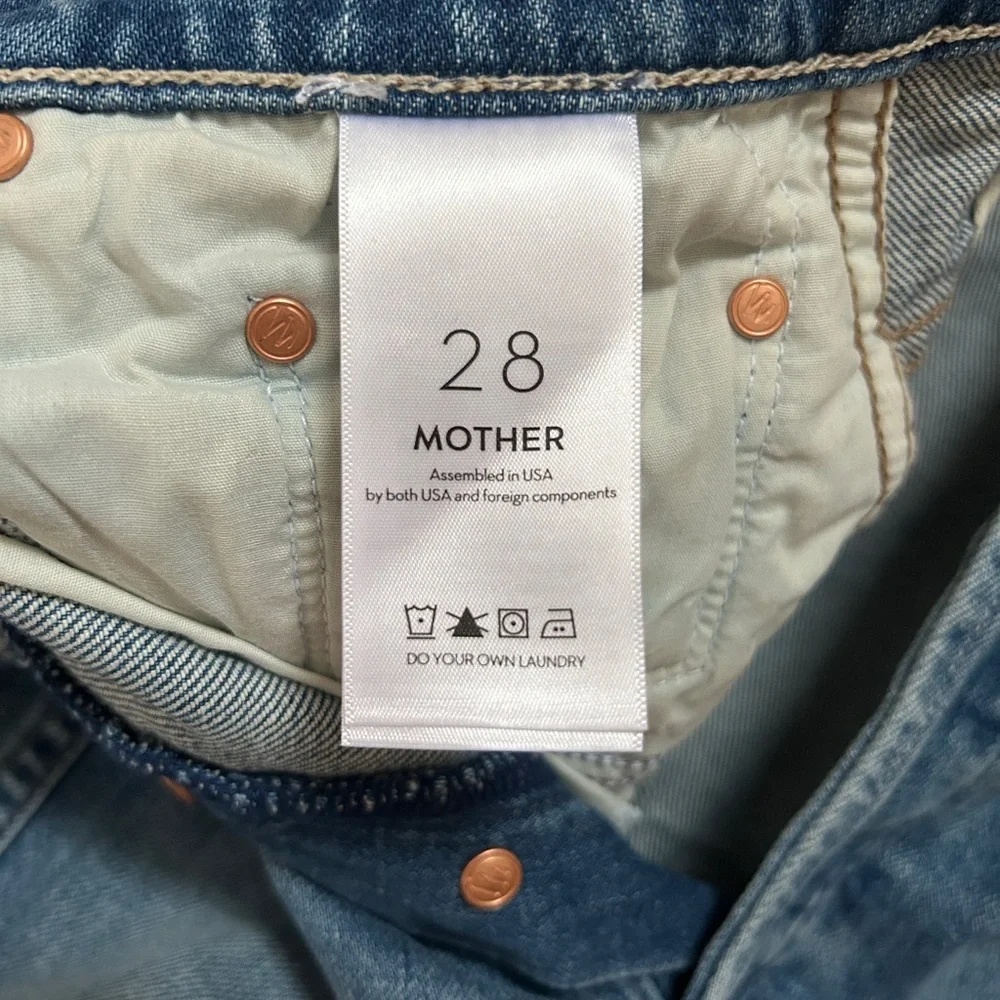 28
MOTHER
Assembled in USA
by both USA and foreign components
DO YOUR OWN LAUNDRY